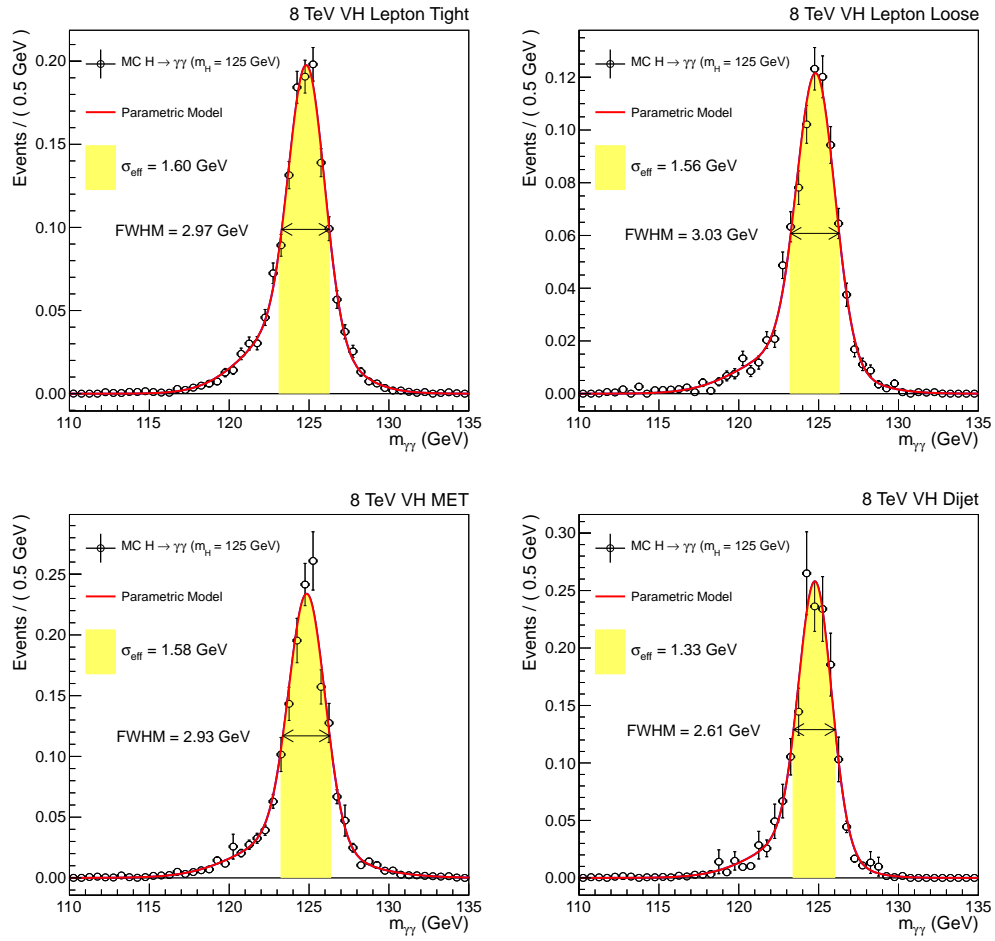 8 TeV VH Lepton Tight
Events / ( 0.5 GeV )
MC H → γγ (m_H = 125 GeV)
Parametric Model
σ_eff = 1.60 GeV
FWHM = 2.97 GeV
0.20
0.15
0.10
0.05
0.00
110 115 120 125 130 135
m_γγ (GeV)
8 TeV VH Lepton Loose
Events / ( 0.5 GeV )
MC H → γγ (m_H = 125 GeV)
Parametric Model
σ_eff = 1.56 GeV
FWHM = 3.03 GeV
0.12
0.10
0.08
0.06
0.04
0.02
0.00
110 115 120 125 130 135
m_γγ (GeV)
8 TeV VH MET
Events / ( 0.5 GeV )
MC H → γγ (m_H = 125 GeV)
Parametric Model
σ_eff = 1.58 GeV
FWHM = 2.93 GeV
0.25
0.20
0.15
0.10
0.05
0.00
110 115 120 125 130 135
m_γγ (GeV)
8 TeV VH Dijet
Events / ( 0.5 GeV )
MC H → γγ (m_H = 125 GeV)
Parametric Model
σ_eff = 1.33 GeV
FWHM = 2.61 GeV
0.30
0.25
0.20
0.15
0.10
0.05
0.00
110 115 120 125 130 135
m_γγ (GeV)